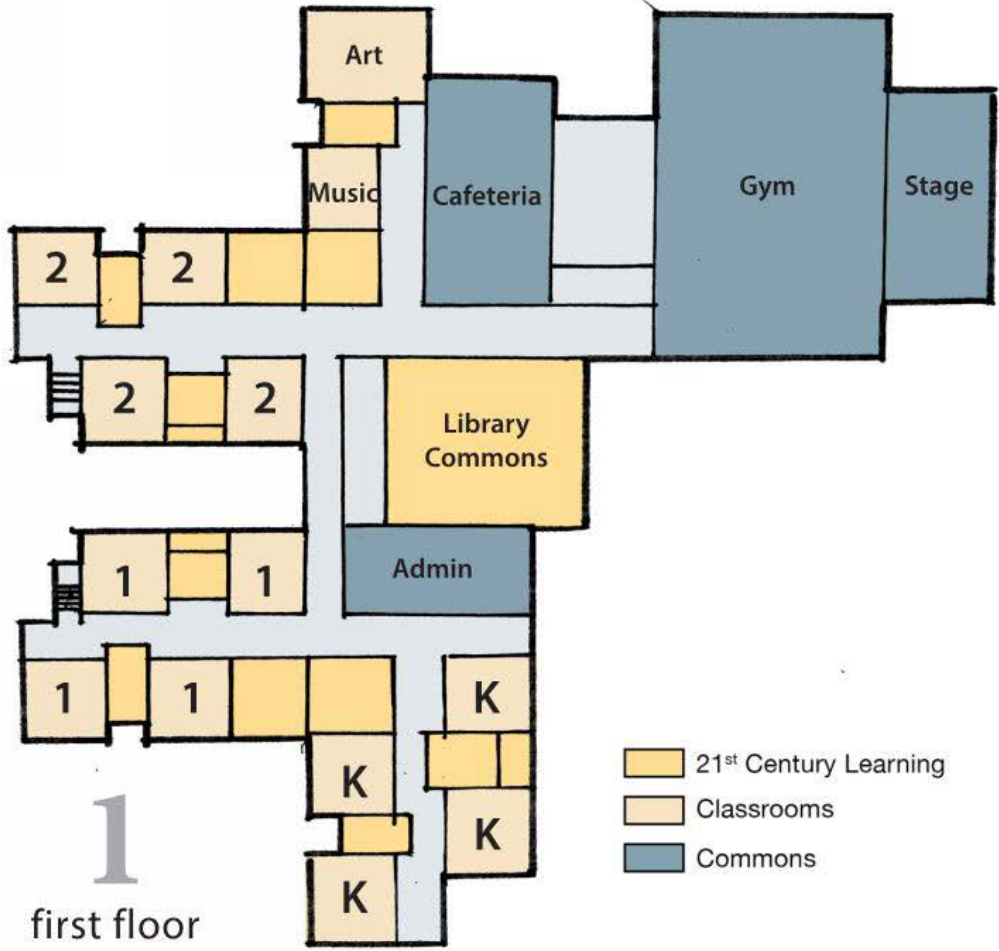 Art
Music
Cafeteria
Gym
Stage
2
2
2
2
Library
Commons
1
1
Admin
1
1
K
K
K
K
21st Century Learning
Classrooms
Commons
1
first floor